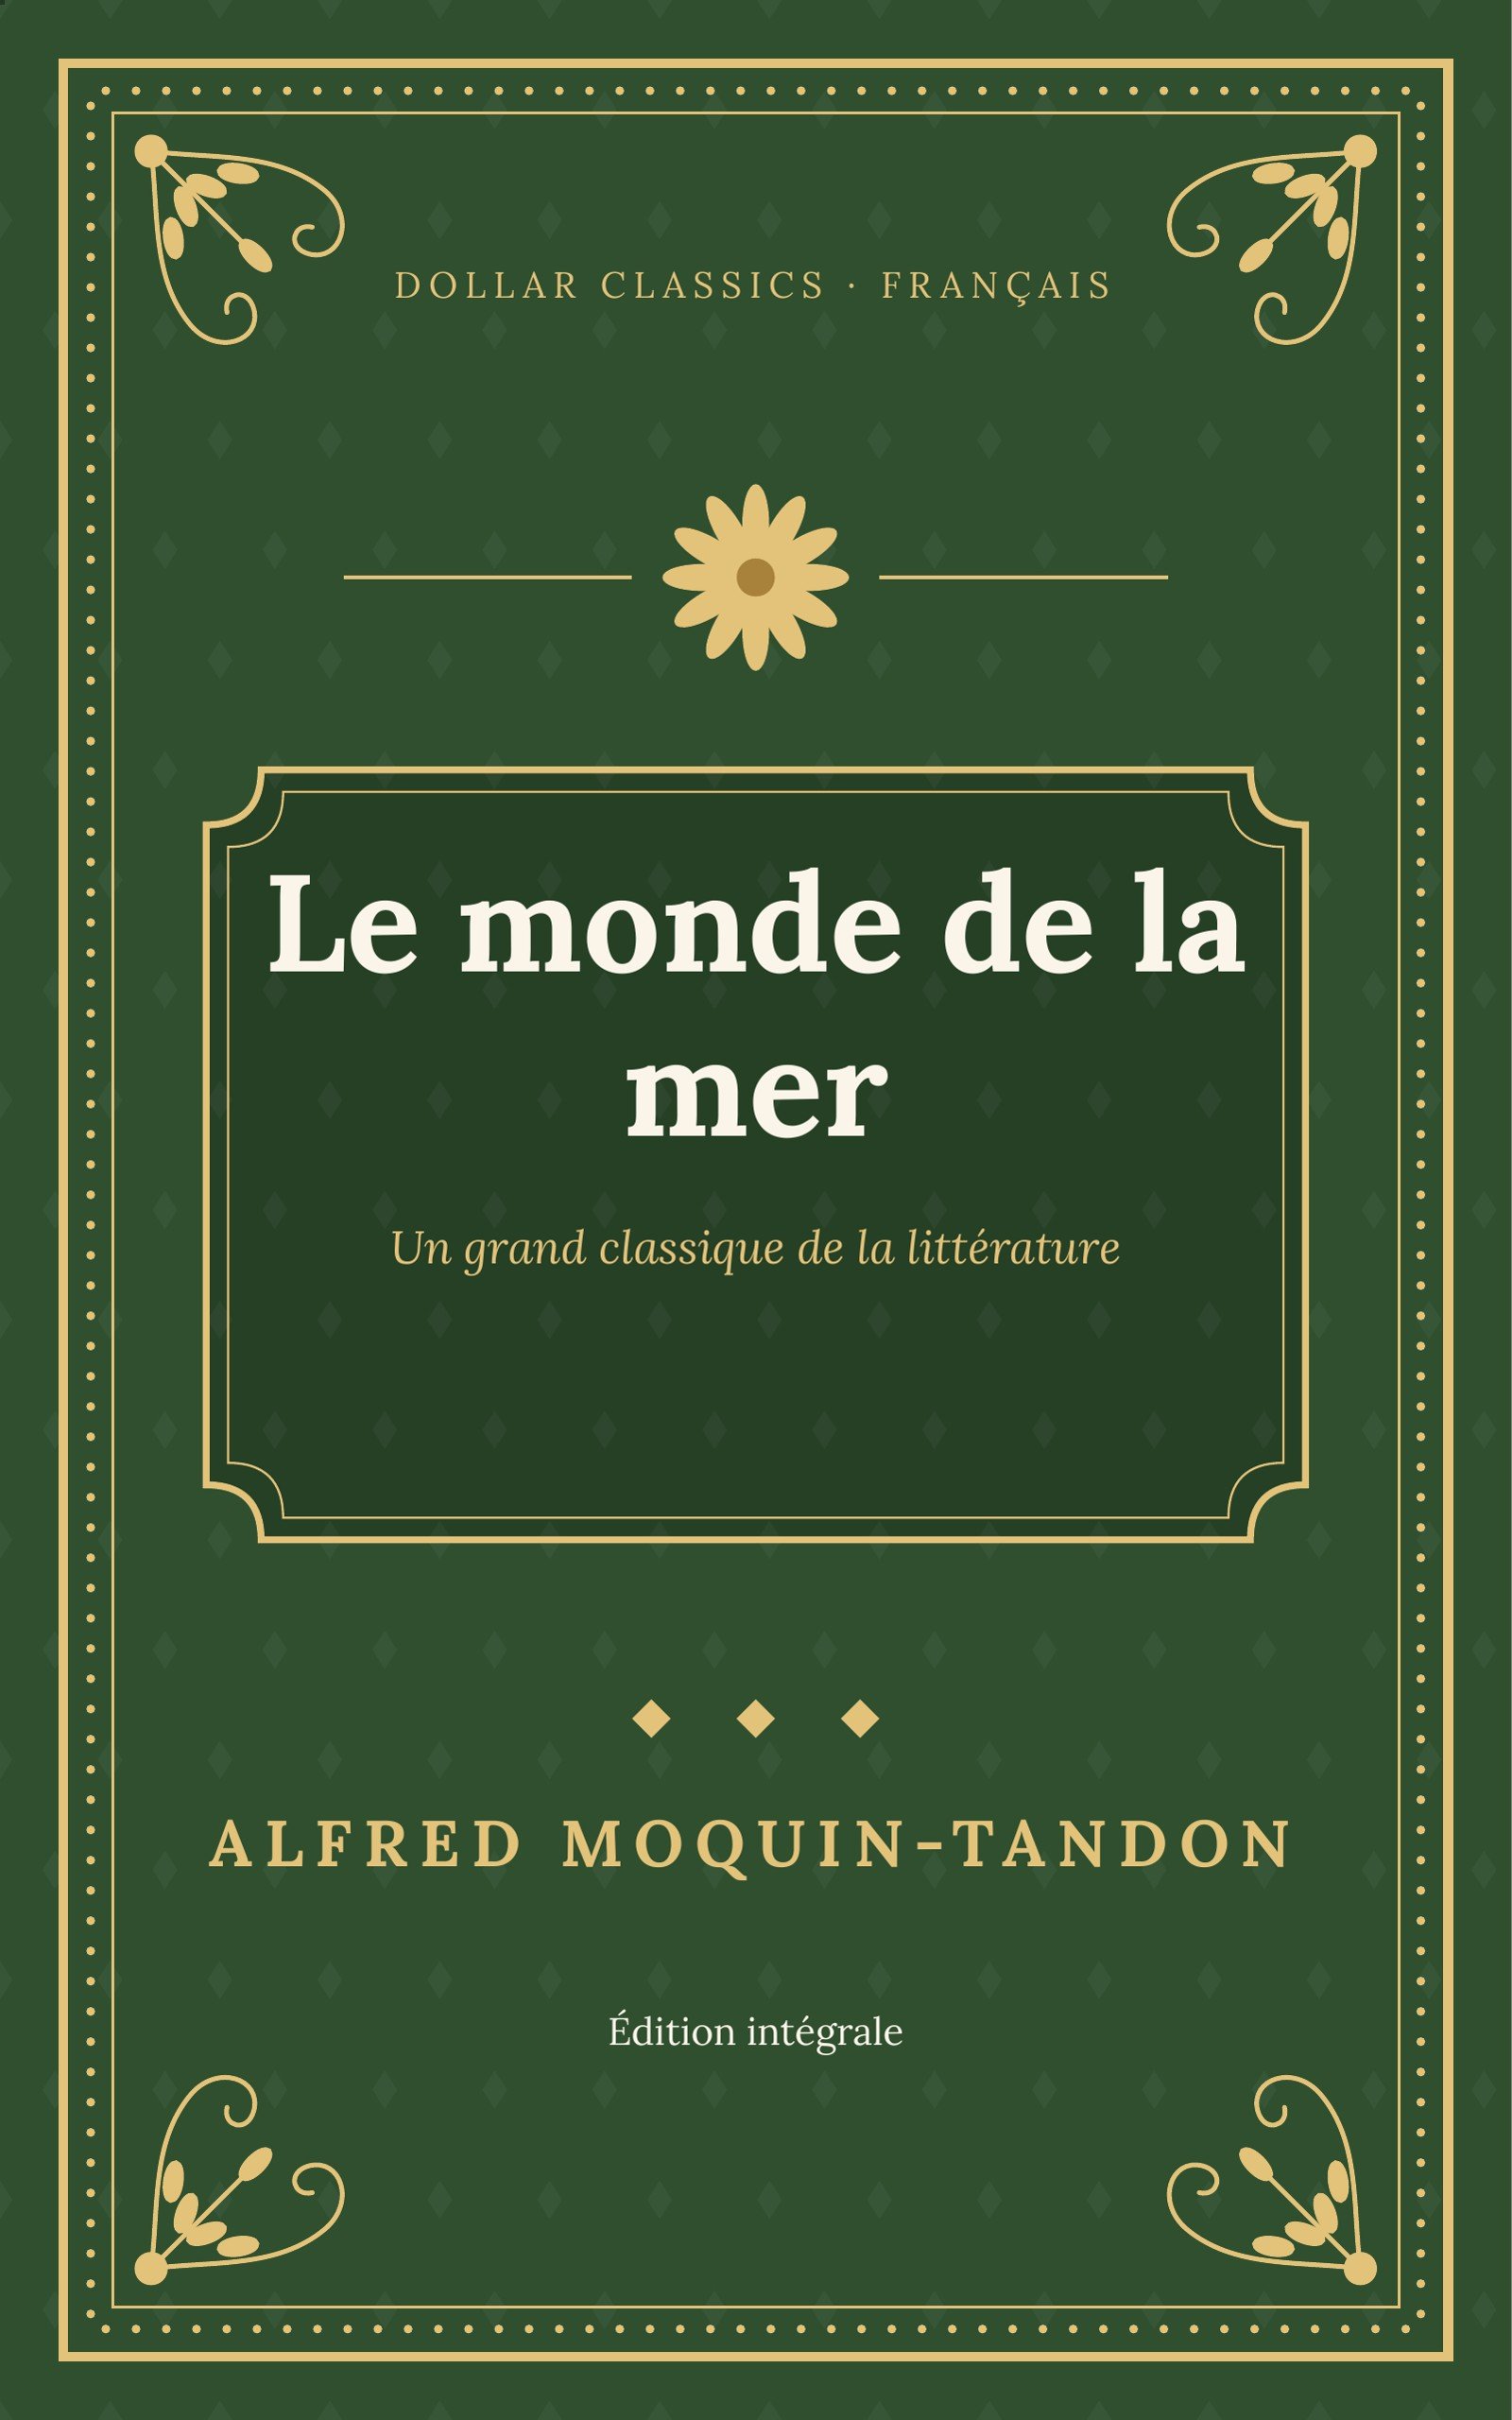 DOLLAR CLASSICS · FRANÇAIS
Le monde de la
mer
Un grand classique de la littérature
ALFRED MOQUIN-TANDON
Édition intégrale